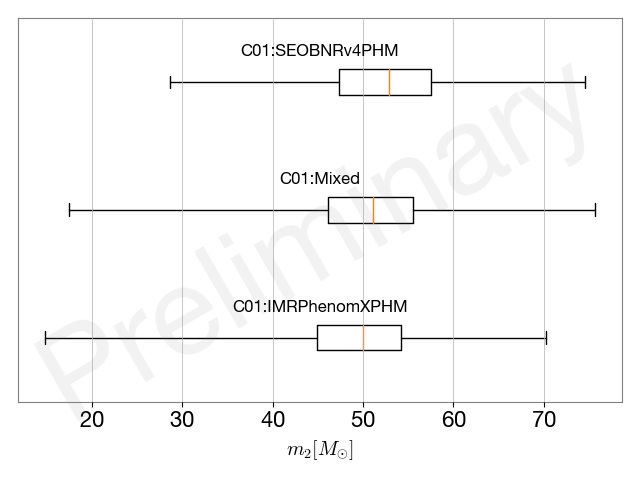 C01:SEOBNRv4PHM
C01:Mixed
C01:IMRPhenomXPHM
Preliminary
20 30 40 50 60 70
m₂[M⊙]